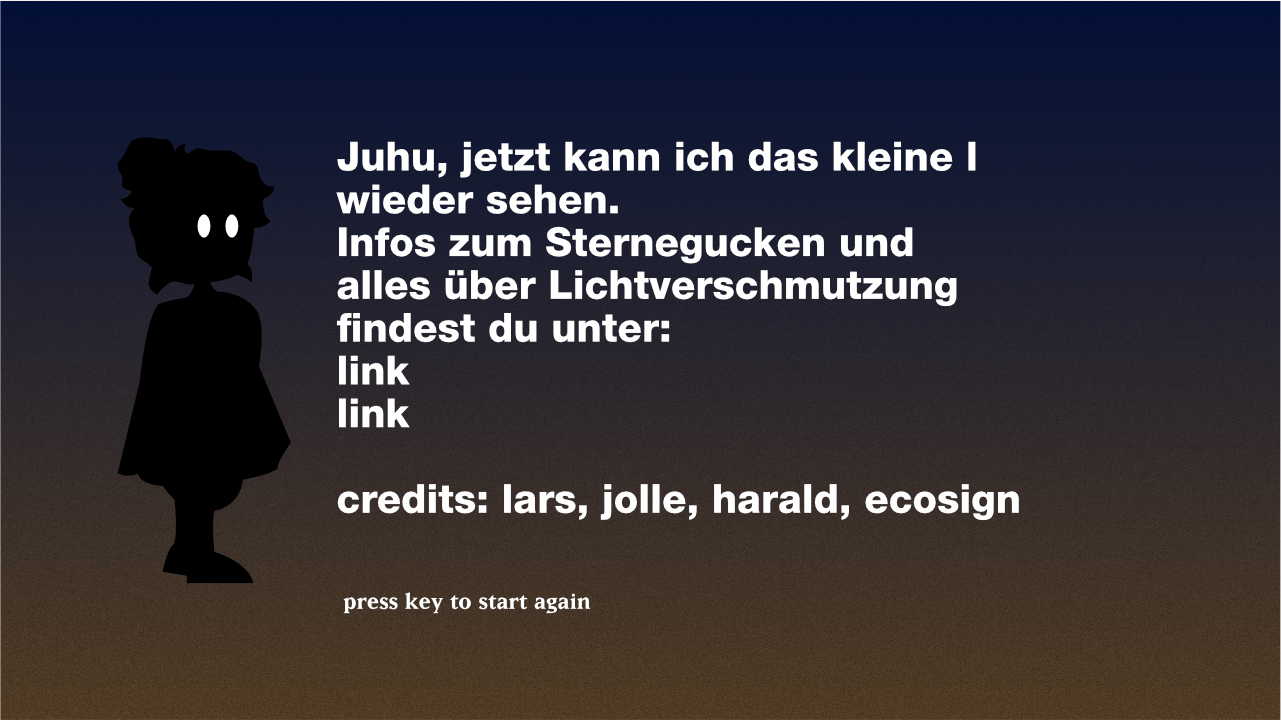 Juhu, jetzt kann ich das kleine l
wieder sehen.
Infos zum Sternegucken und
alles über Lichtverschmutzung
findest du unter:
link
link
credits: lars, jolle, harald, ecosign
press key to start again